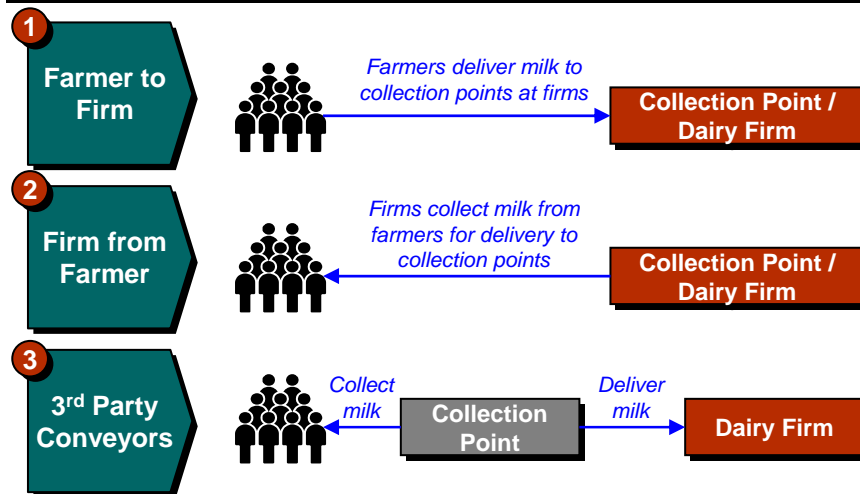 1
Farmer to
Firm
Farmers deliver milk to
collection points at firms
Collection Point /
Dairy Firm
2
Firm from
Farmer
Firms collect milk from
farmers for delivery to
collection points
Collection Point /
Dairy Firm
3
3rd Party
Conveyors
Collect
milk
Collection
Point
Deliver
milk
Dairy Firm